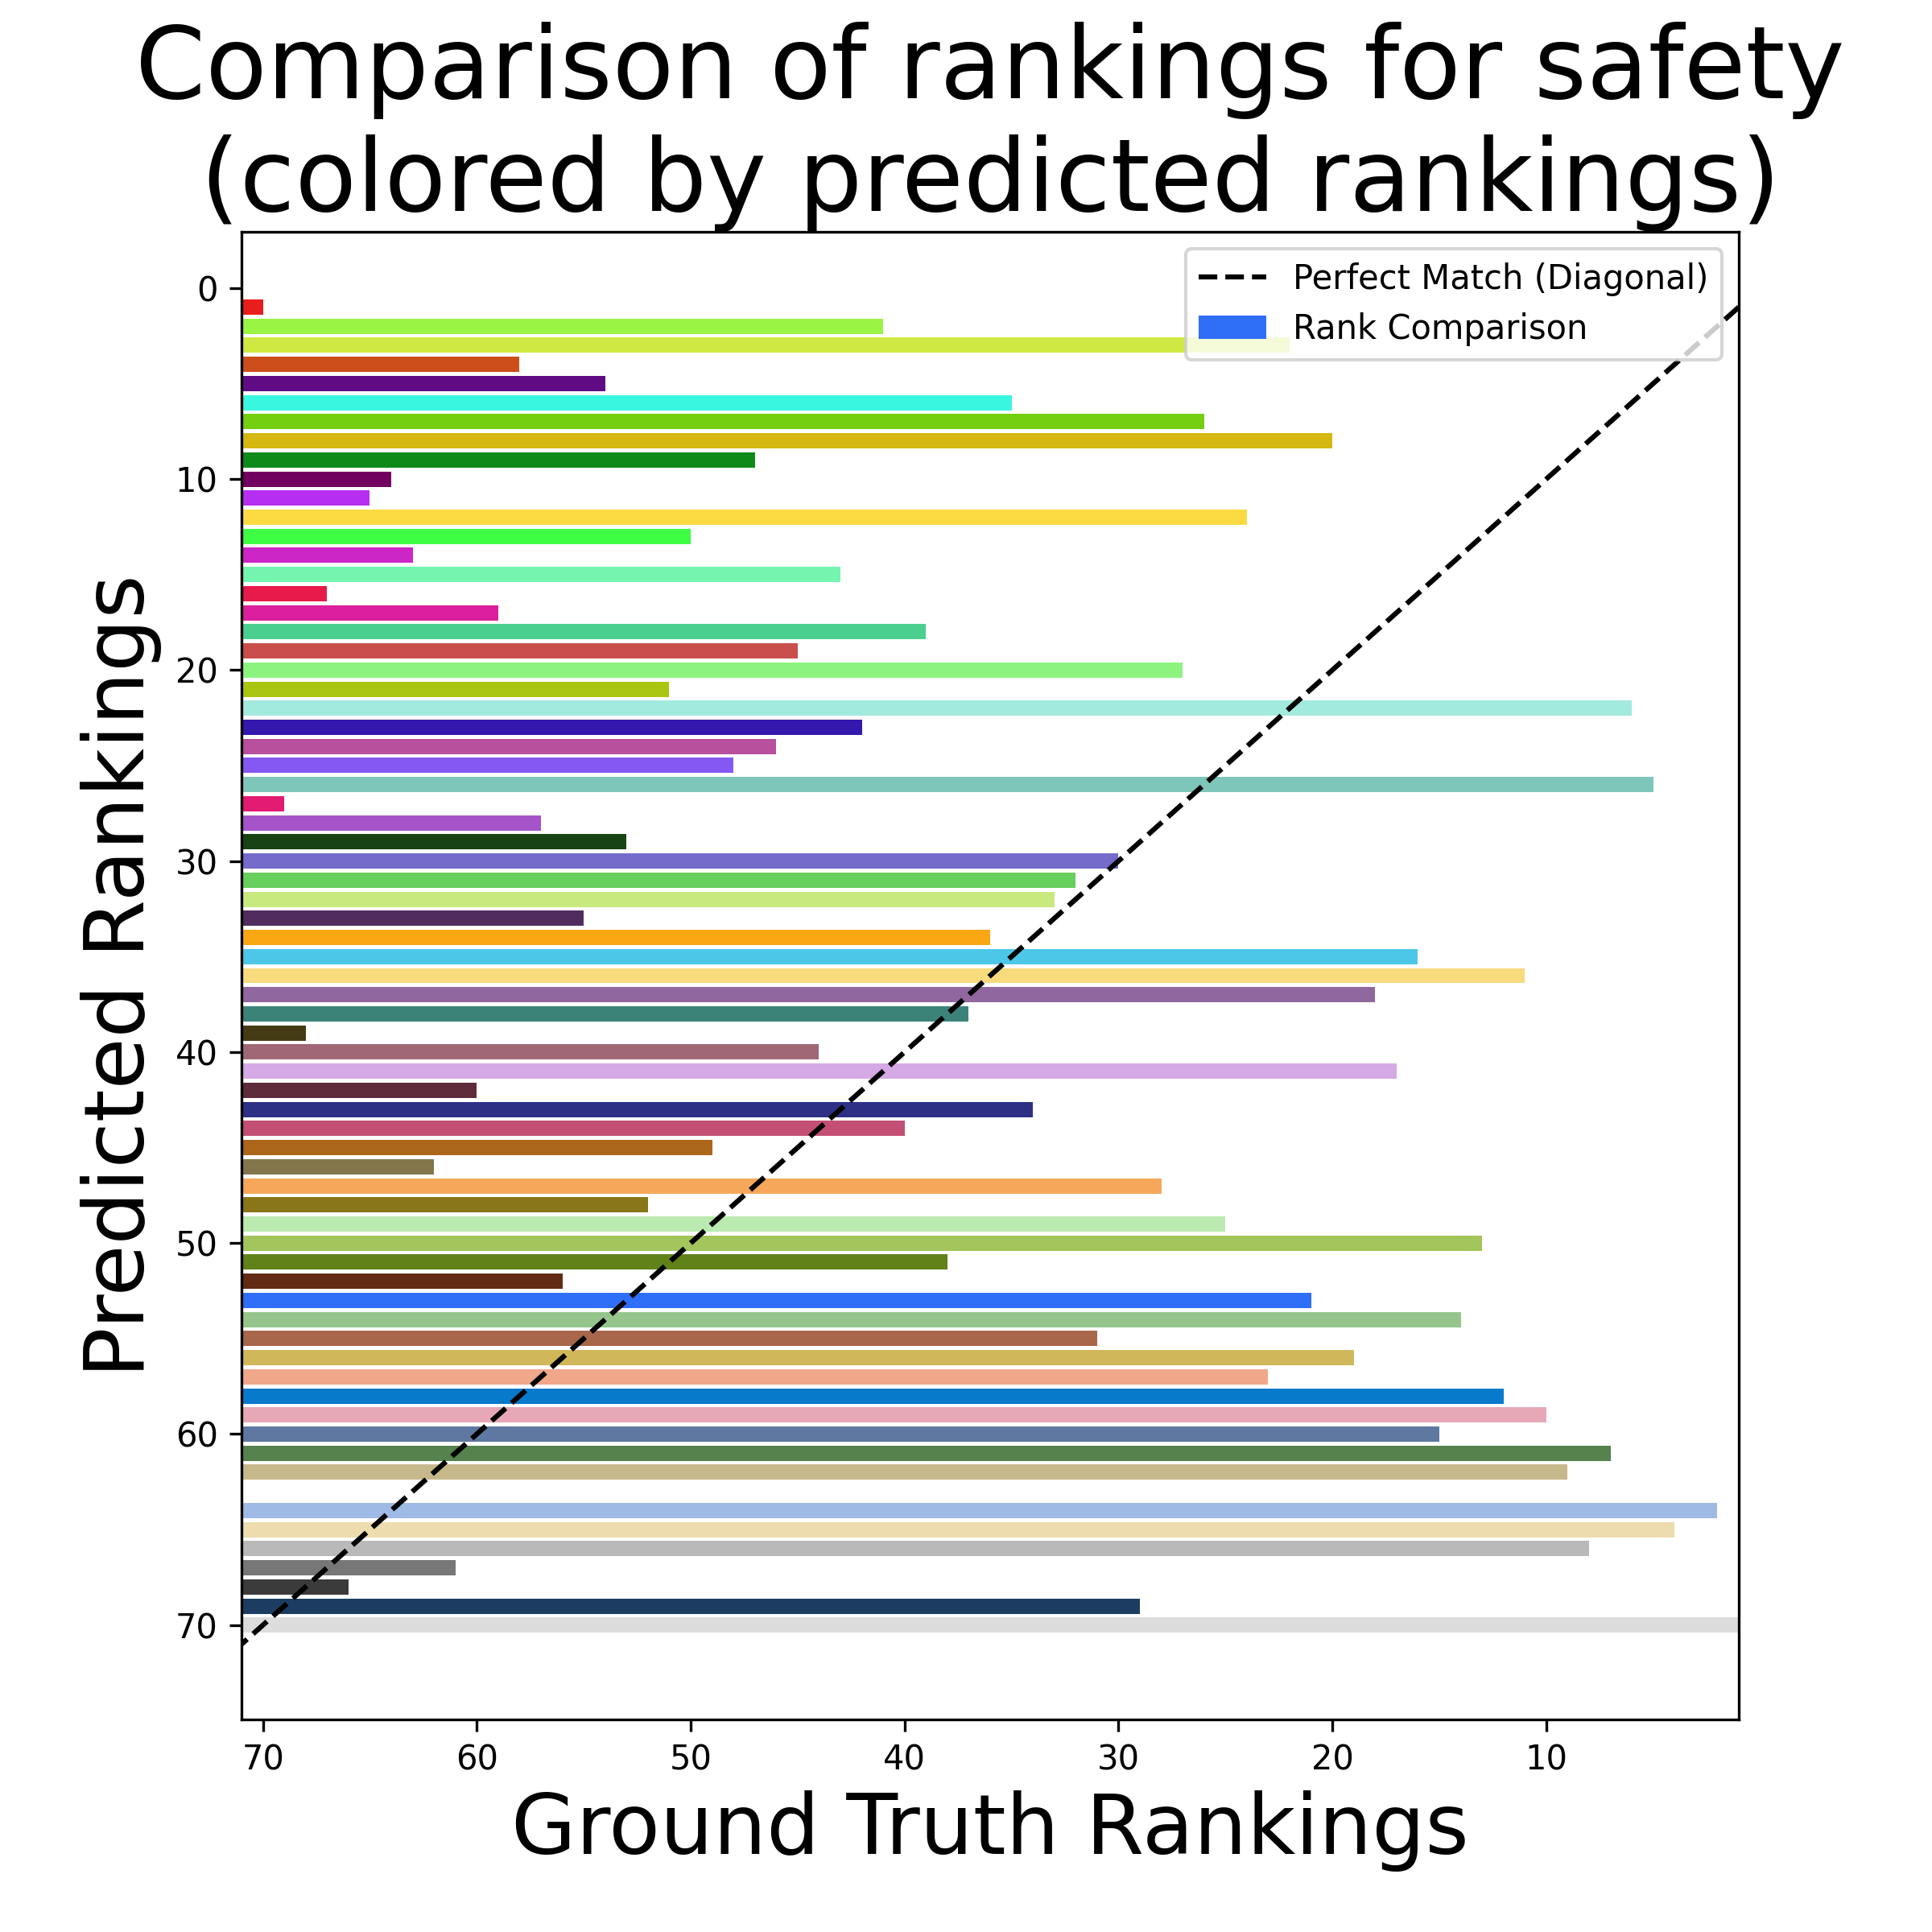 Comparison of rankings for safety
(colored by predicted rankings)
Perfect Match (Diagonal)
Rank Comparison
0
10
20
30
40
50
60
70
Predicted Rankings
70
60
50
40
30
20
10
Ground Truth Rankings